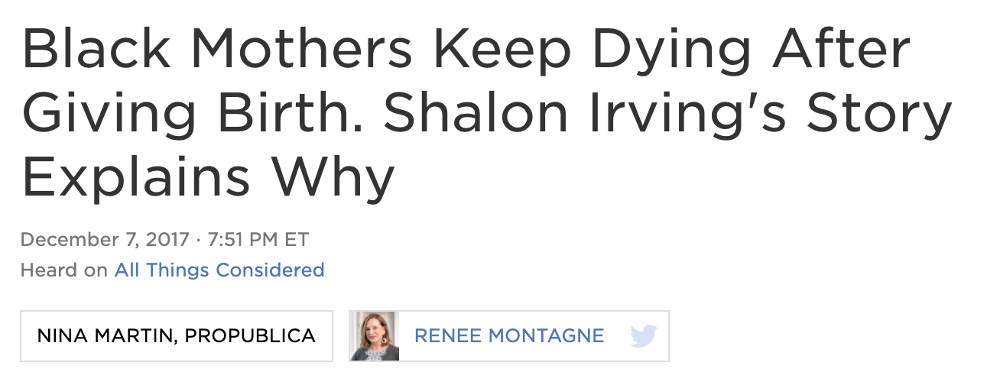 Black Mothers Keep Dying After
Giving Birth. Shalon Irving's Story
Explains Why
December 7, 2017 · 7:51 PM ET
Heard on All Things Considered
NINA MARTIN, PROPUBLICA
RENEE MONTAGNE